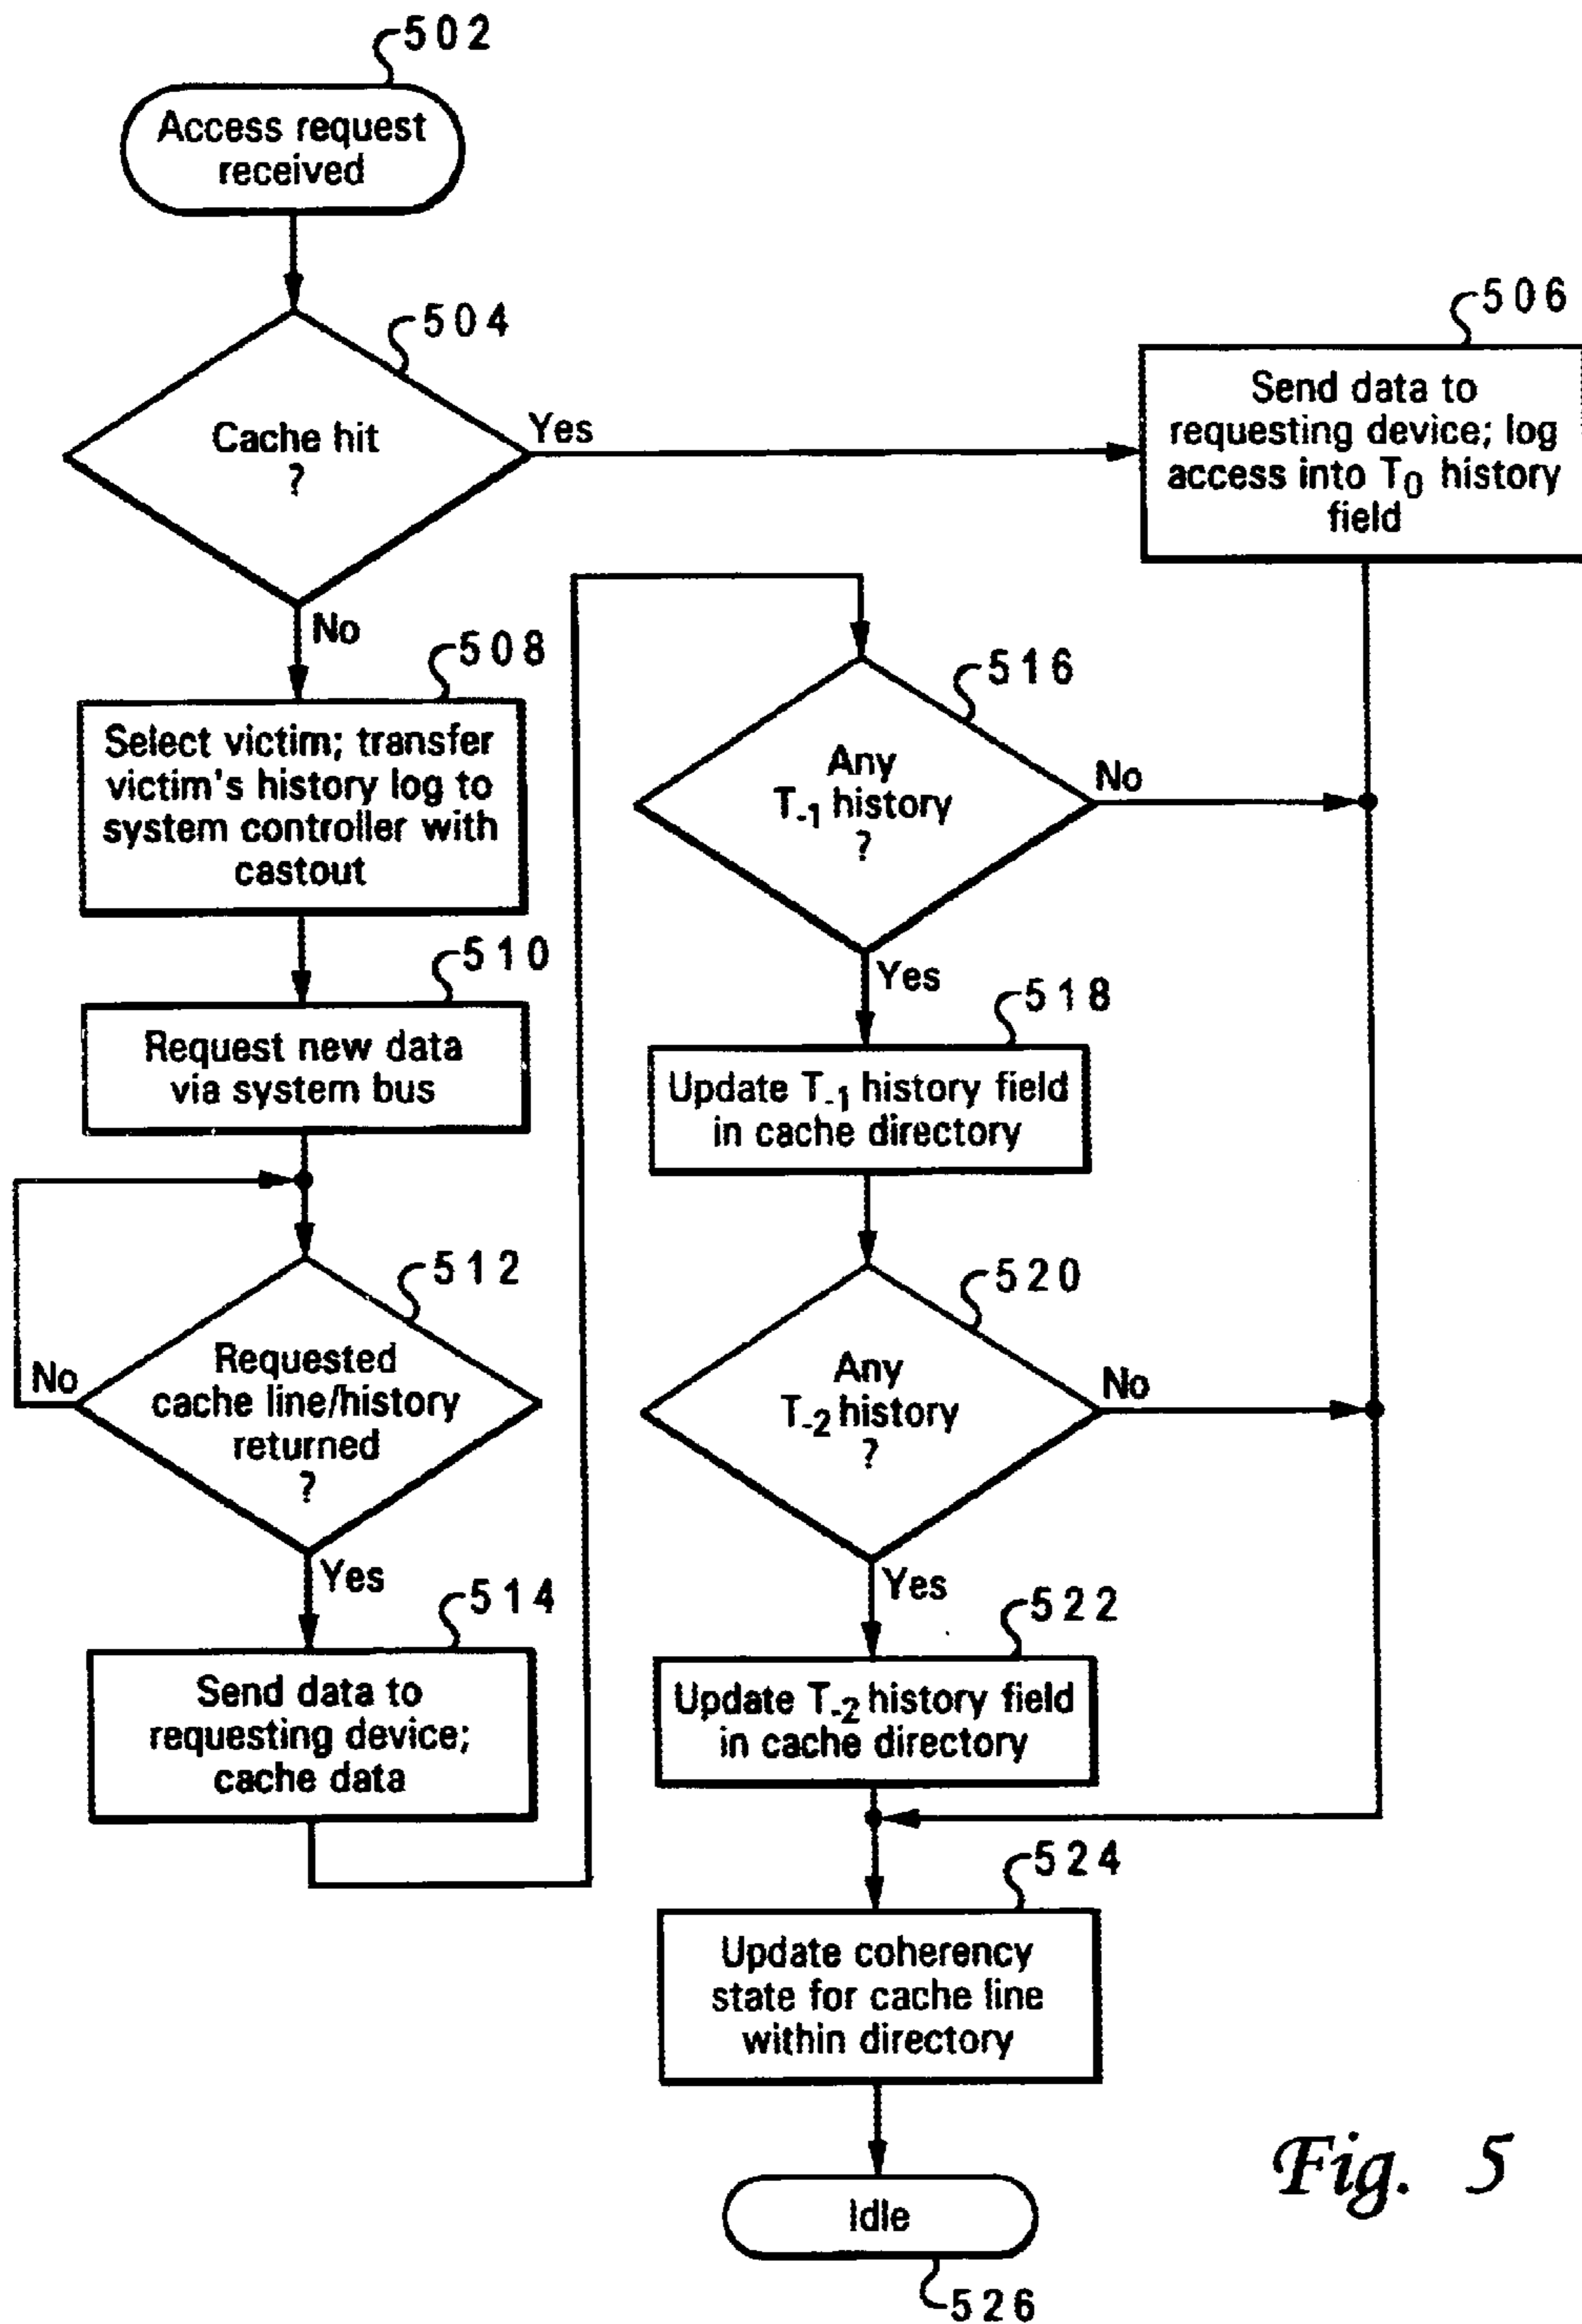 502
Access request
received
504
Cache hit
?
Yes
No
506
Send data to
requesting device; log
access into T0 history
field
508
Select victim; transfer
victim's history log to
system controller with
castout
510
Request new data
via system bus
512
Requested
cache line/history
returned
?
No
Yes
514
Send data to
requesting device;
cache data
516
Any
T-1 history
?
No
Yes
518
Update T-1 history field
in cache directory
520
Any
T-2 history
?
No
Yes
522
Update T-2 history field
in cache directory
524
Update coherency
state for cache line
within directory
Idle
526
Fig. 5